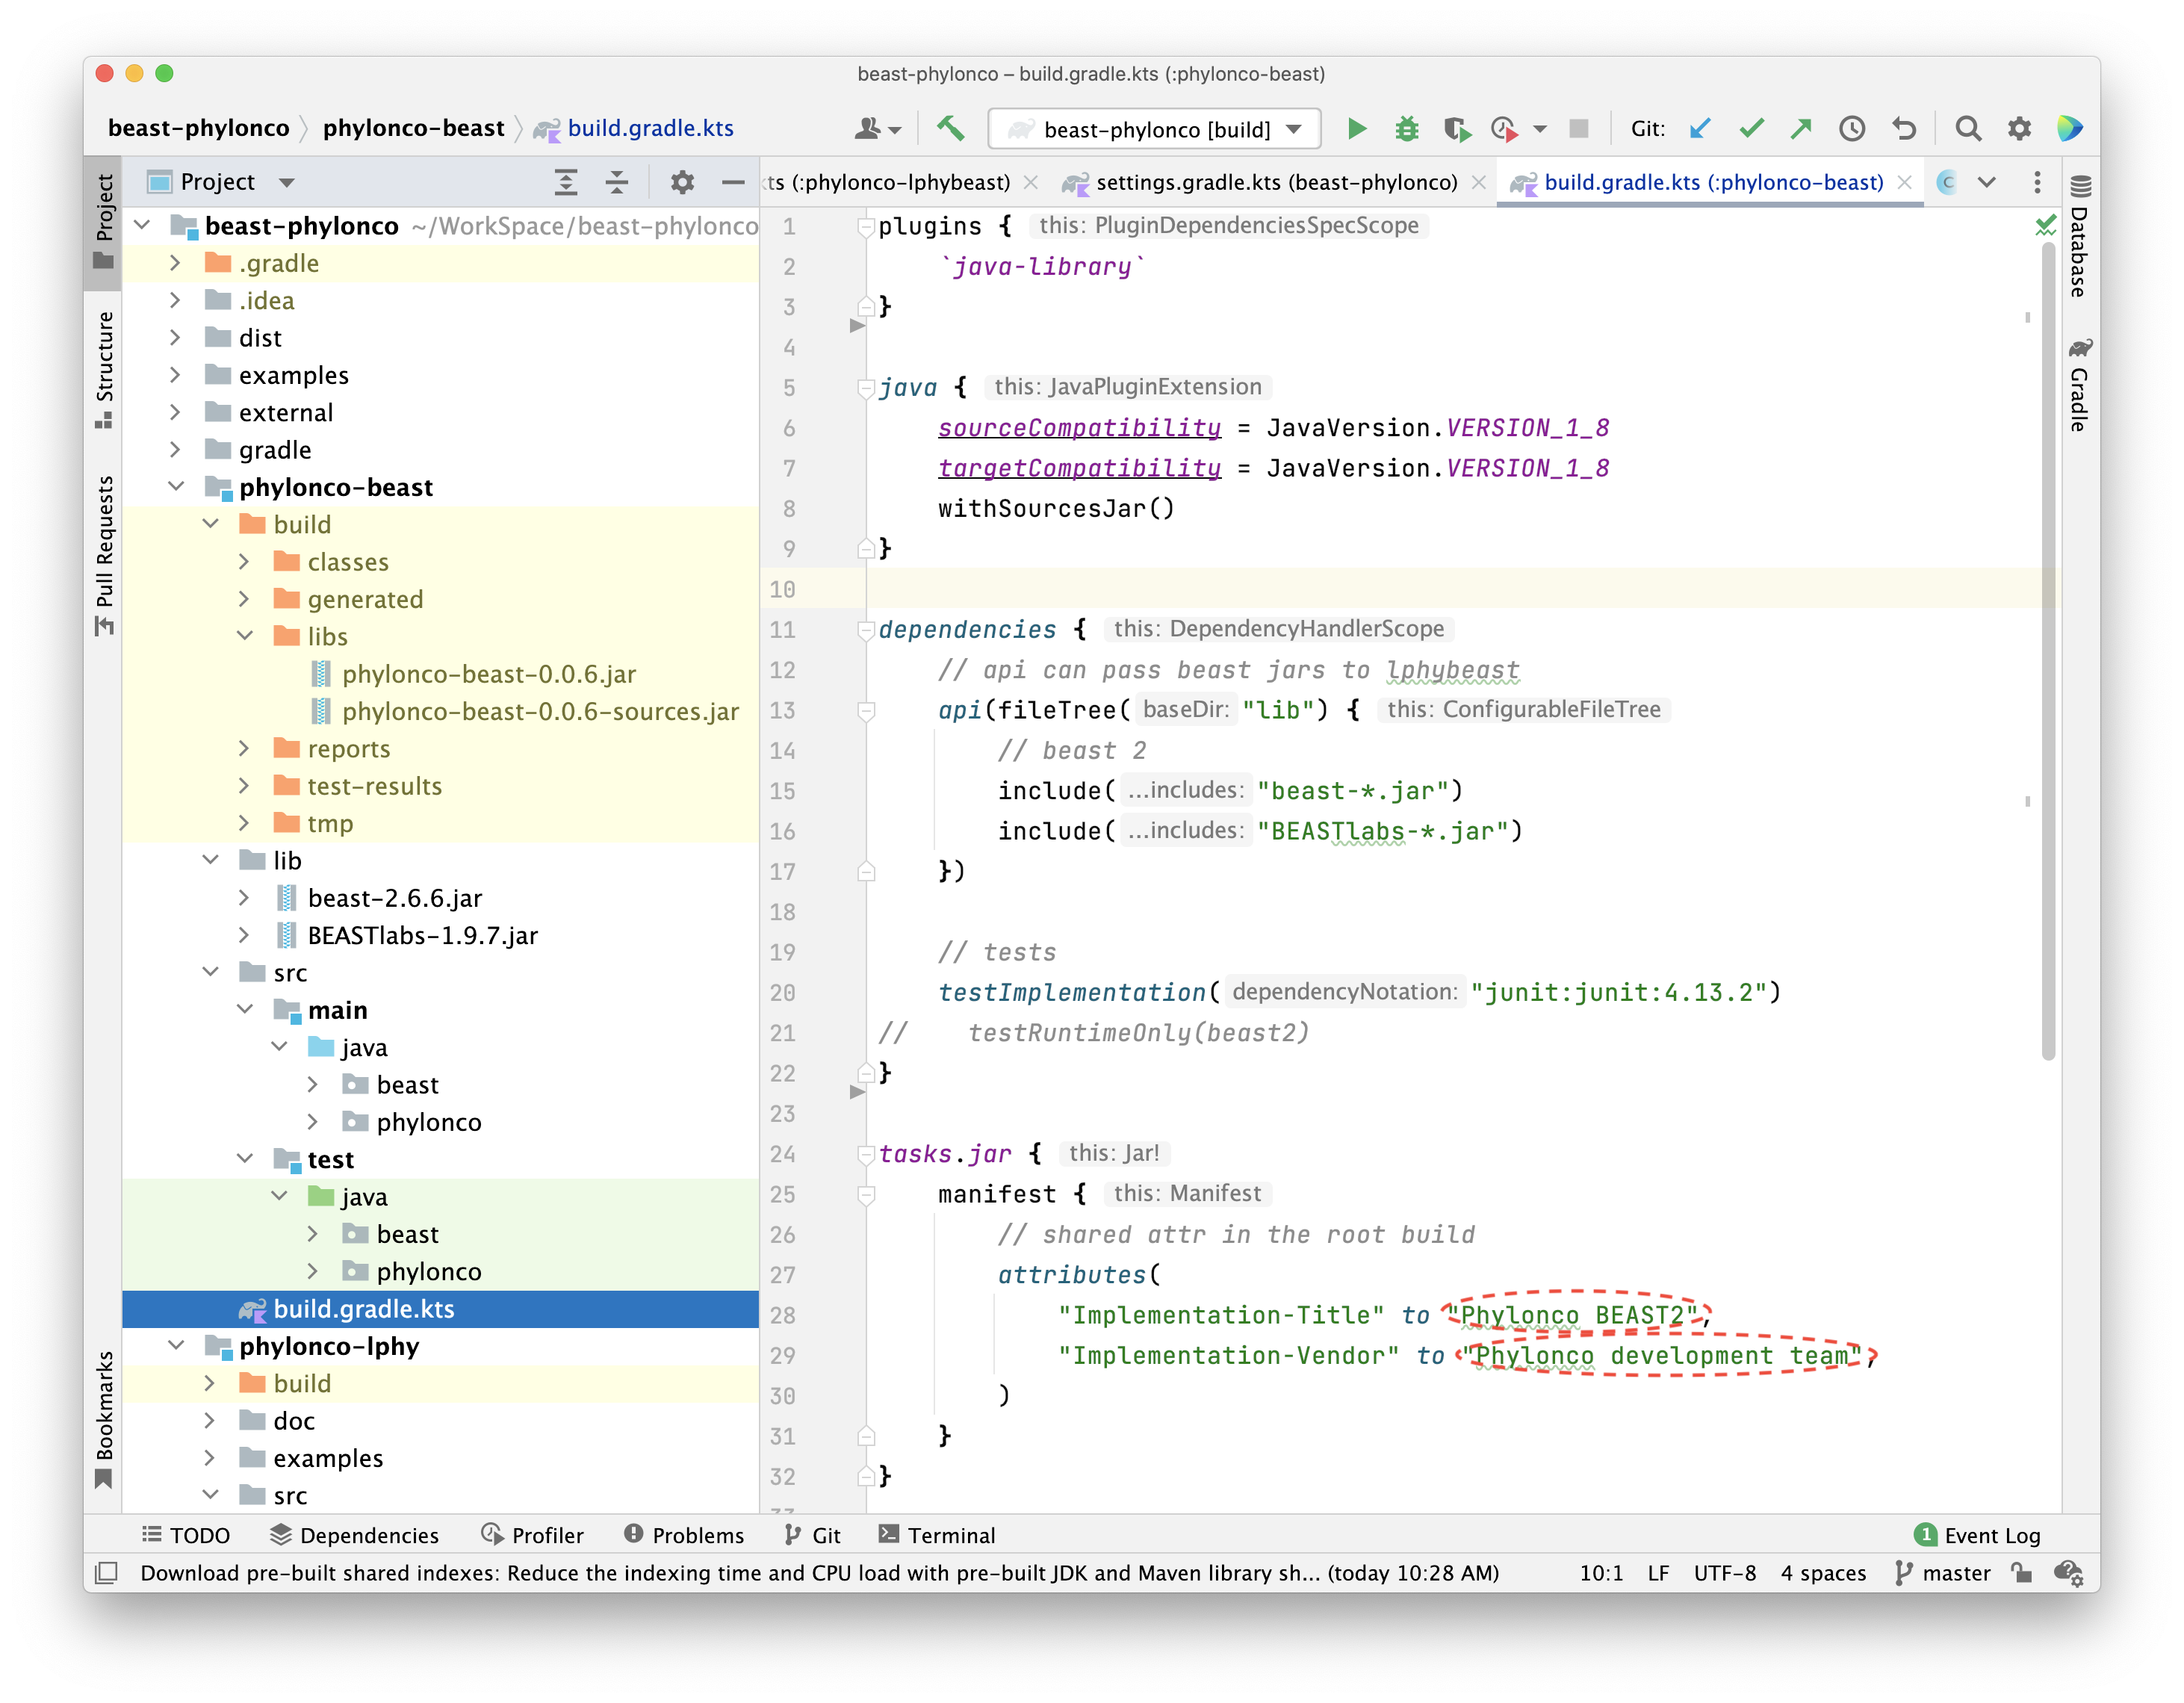 beast-phylonco – build.gradle.kts (:phylonco-beast)
beast-phylonco phylonco-beast build.gradle.kts
beast-phylonco [build]
Git:
Project
ts (:phylonco-lphybeast)
settings.gradle.kts (beast-phylonco)
build.gradle.kts (:phylonco-beast)
C
Project
Structure
Pull Requests
Bookmarks
Database
Gradle
beast-phylonco ~/WorkSpace/beast-phylonco
.gradle
.idea
dist
examples
external
gradle
phylonco-beast
build
classes
generated
libs
phylonco-beast-0.0.6.jar
phylonco-beast-0.0.6-sources.jar
reports
test-results
tmp
lib
beast-2.6.6.jar
BEASTlabs-1.9.7.jar
src
main
java
beast
phylonco
test
java
beast
phylonco
build.gradle.kts
phylonco-lphy
build
doc
examples
src
1 plugins { this: PluginDependenciesSpecScope
2 `java-library`
3 }
4
5 java { this: JavaPluginExtension
6 sourceCompatibility = JavaVersion.VERSION_1_8
7 targetCompatibility = JavaVersion.VERSION_1_8
8 withSourcesJar()
9 }
10
11 dependencies { this: DependencyHandlerScope
12 // api can pass beast jars to lphybeast
13 api(fileTree( baseDir: "lib") { this: ConfigurableFileTree
14 // beast 2
15 include( ...includes: "beast-*.jar")
16 include( ...includes: "BEASTlabs-*.jar")
17 })
18
19 // tests
20 testImplementation( dependencyNotation: "junit:junit:4.13.2")
21 // testRuntimeOnly(beast2)
22 }
23
24 tasks.jar { this: Jar!
25 manifest { this: Manifest
26 // shared attr in the root build
27 attributes(
28 "Implementation-Title" to "Phylonco BEAST2",
29 "Implementation-Vendor" to "Phylonco development team",
30 )
31 }
32 }
TODO Dependencies Profiler Problems Git Terminal 1 Event Log
Download pre-built shared indexes: Reduce the indexing time and CPU load with pre-built JDK and Maven library sh... (today 10:28 AM) 10:1 LF UTF-8 4 spaces master